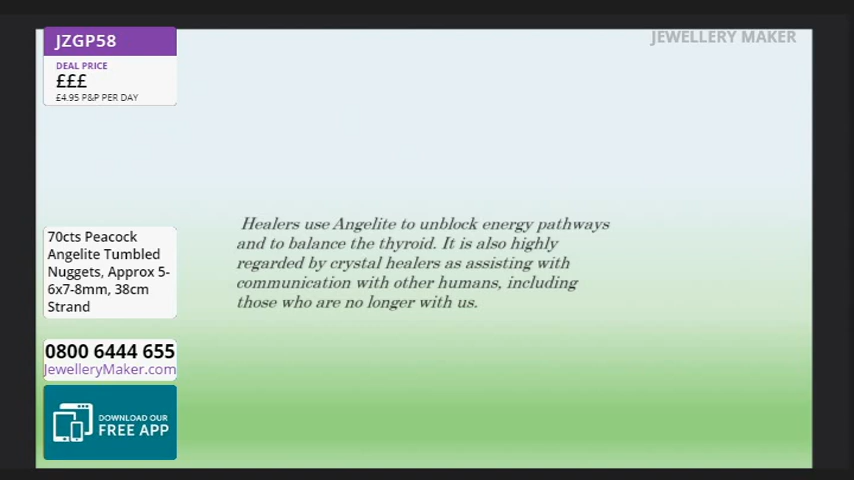 JZGP58
DEAL PRICE
£££
£4.95 P&P PER DAY
JEWELLERY MAKER
Healers use Angelite to unblock energy pathways
and to balance the thyroid. It is also highly
regarded by crystal healers as assisting with
communication with other humans, including
those who are no longer with us.
70cts Peacock
Angelite Tumbled
Nuggets, Approx 5-
6x7-8mm, 38cm
Strand
0800 6444 655
JewelleryMaker.com
DOWNLOAD OUR
FREE APP